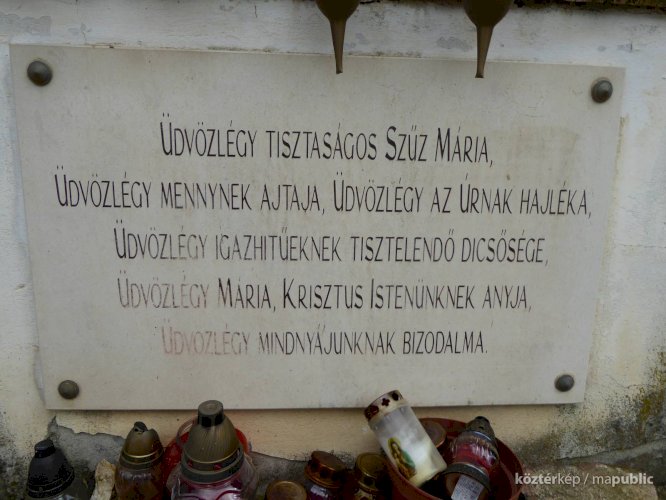 Üdvözlégy tisztaságos Szűz Mária,
Üdvözlégy mennynek ajtaja, Üdvözlégy az Úrnak hajléka,
Üdvözlégy igazhitűeknek tisztelendő dicsősége,
Üdvözlégy Mária, Krisztus Istenünknek anyja,
Üdvözlégy mindnyájunknak bizodalma.
köztérkép / mapublic